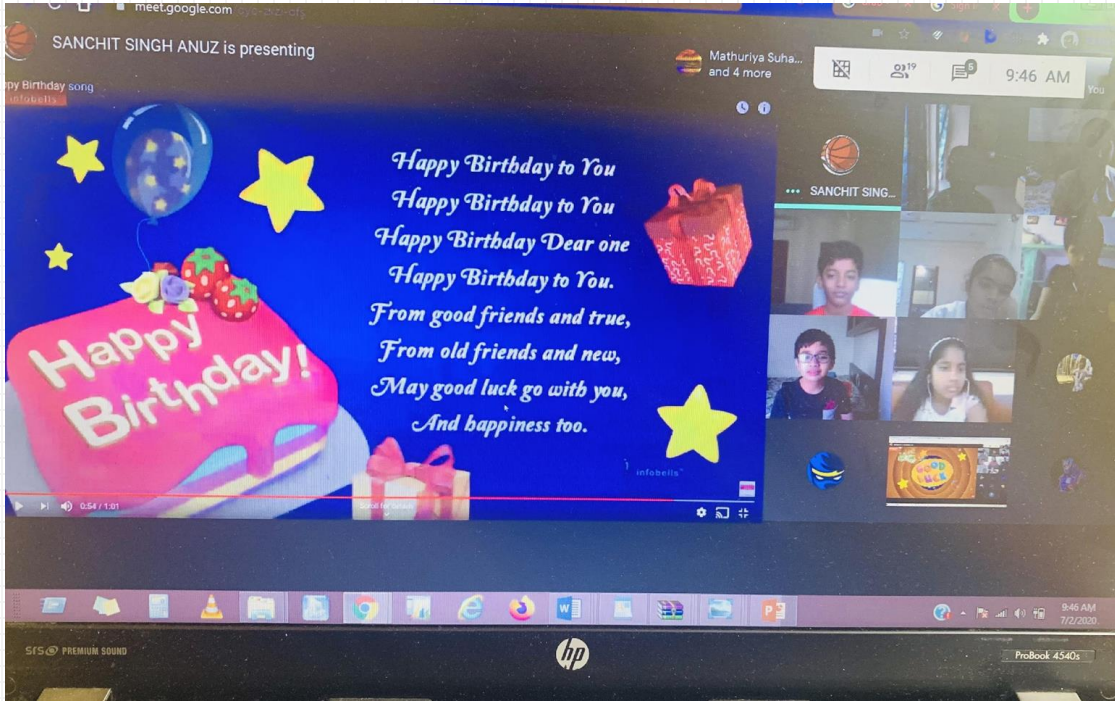 meet.google.com
SANCHIT SINGH ANUZ is presenting
Mathuriya Suha...
and 4 more
19
5
9:46 AM
You
ppy Birthday song
infobells
Happy Birthday to You
Happy Birthday to You
Happy Birthday Dear one
Happy Birthday to You.
From good friends and true,
From old friends and new,
May good luck go with you,
And happiness too.
Happy
Birthday!
infobells
SANCHIT SING...
GOOD
LUCK
0:54 / 1:01
Scroll for details
9:46 AM
7/2/2020
SRS PREMIUM SOUND
hp
ProBook 4540s